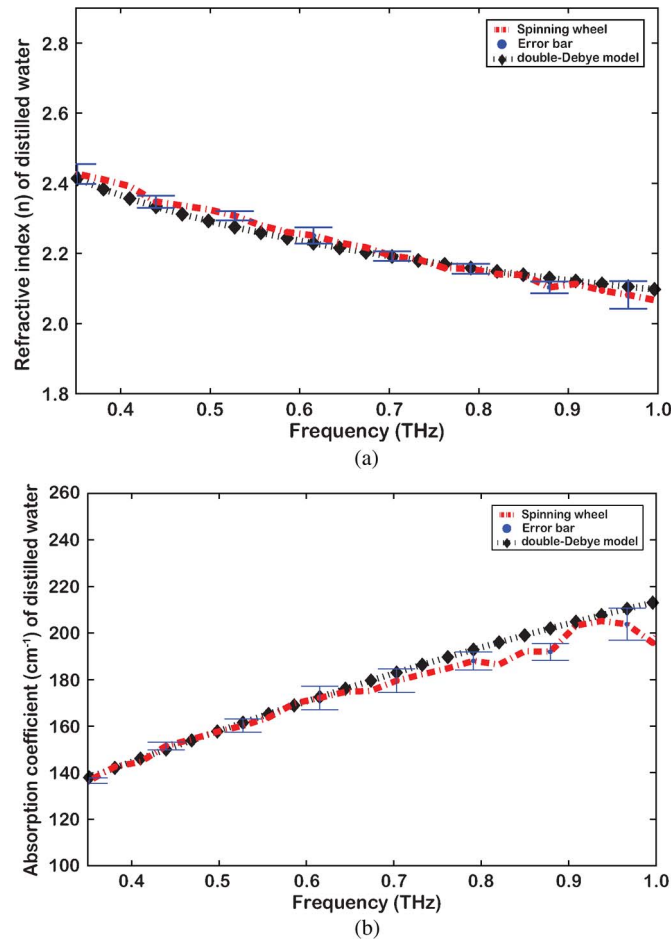 Spinning wheel
Error bar
double-Debye model
2.8
2.6
2.4
2.2
2.0
1.8
Refractive index (n) of distilled water
0.4 0.5 0.6 0.7 0.8 0.9 1.0
Frequency (THz)
(a)
Spinning wheel
Error bar
double-Debye model
260
240
220
200
180
160
140
120
100
Absorption coefficient (cm⁻¹) of distilled water
0.4 0.5 0.6 0.7 0.8 0.9 1.0
Frequency (THz)
(b)